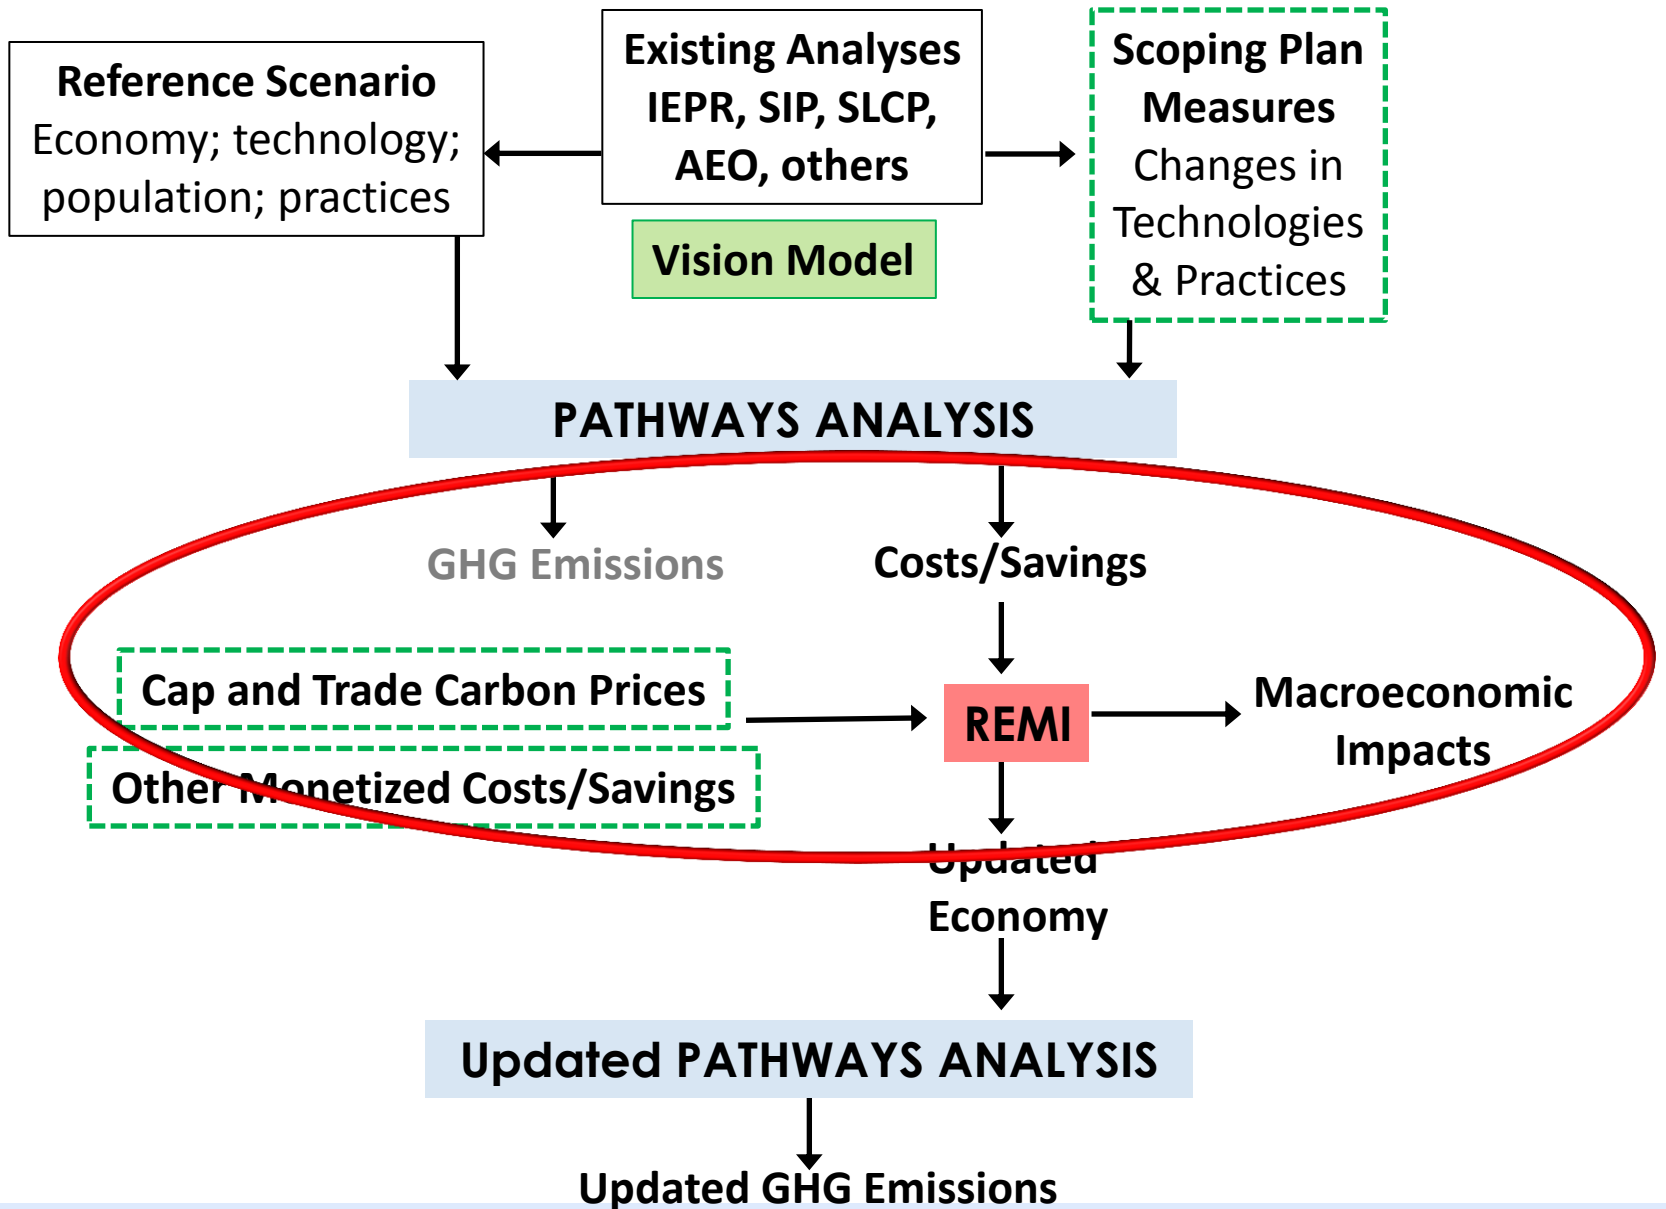 Reference Scenario
Economy; technology;
population; practices
Existing Analyses
IEPR, SIP, SLCP,
AEO, others
Vision Model
Scoping Plan
Measures
Changes in
Technologies
& Practices
PATHWAYS ANALYSIS
GHG Emissions
Costs/Savings
Cap and Trade Carbon Prices
Other Monetized Costs/Savings
REMI
Macroeconomic
Impacts
Updated
Economy
Updated PATHWAYS ANALYSIS
Updated GHG Emissions